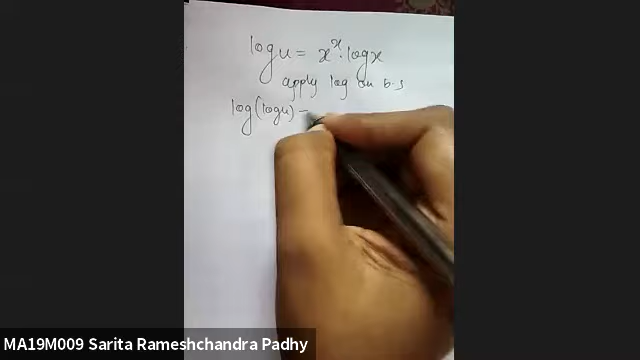 log u = x^x · log x
apply log on b.s
log(log u) =
MA19M009 Sarita Rameshchandra Padhy